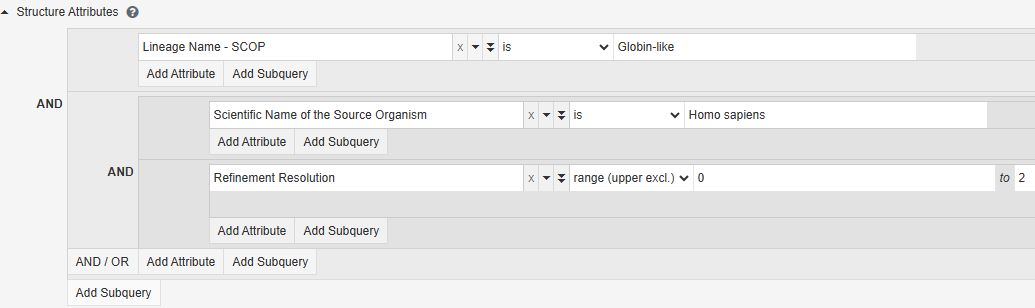 Structure Attributes ?
Lineage Name - SCOP x is Globin-like
Add Attribute Add Subquery
AND
Scientific Name of the Source Organism x is Homo sapiens
Add Attribute Add Subquery
AND
Refinement Resolution x range (upper excl.) 0 to 2
Add Attribute Add Subquery
AND / OR Add Attribute Add Subquery
Add Subquery